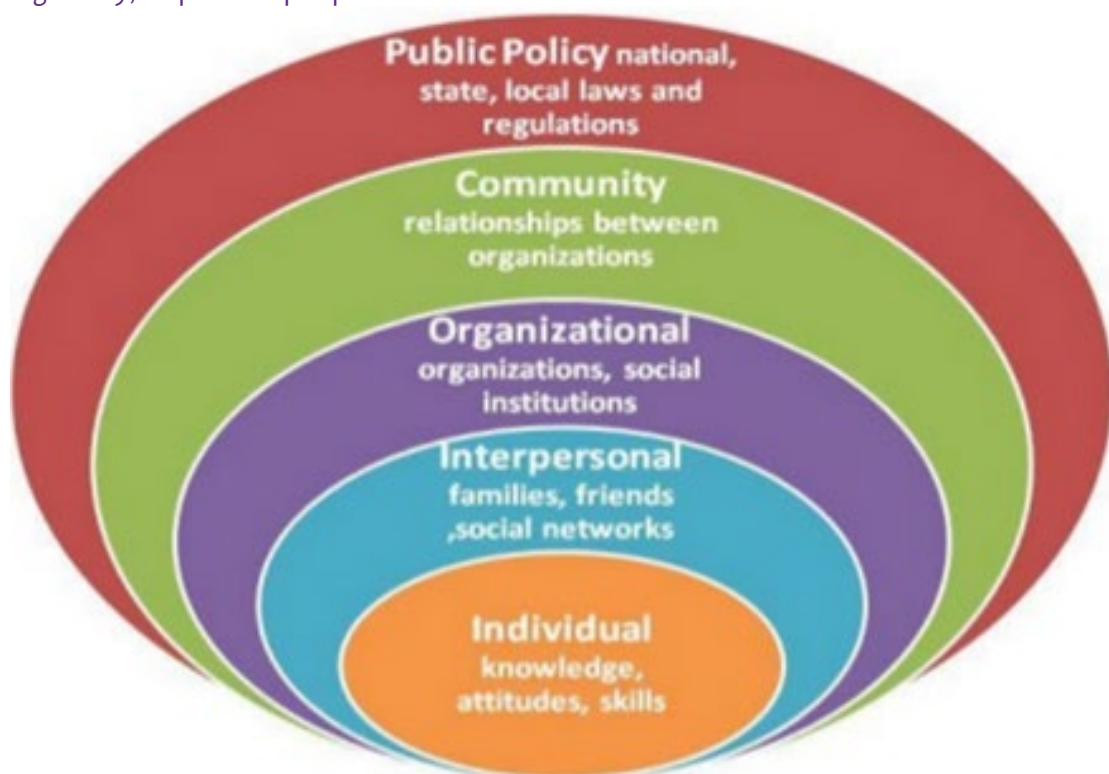 Public Policy national,
state, local laws and
regulations
Community
relationships between
organizations
Organizational
organizations, social
institutions
Interpersonal
families, friends
,social networks
Individual
knowledge,
attitudes, skills